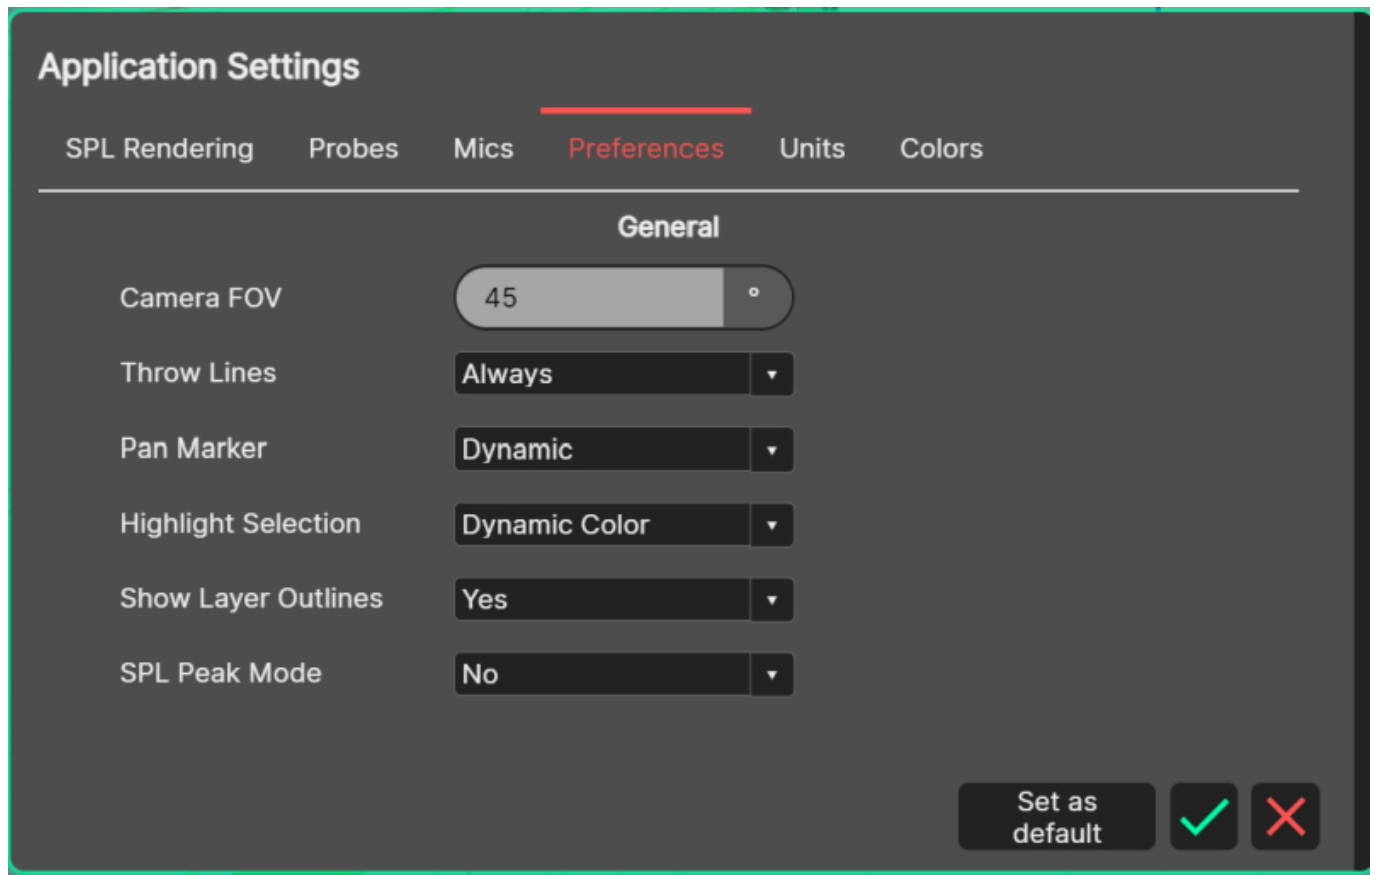 Application Settings
SPL Rendering Probes Mics Preferences Units Colors
General
Camera FOV 45 °
Throw Lines Always
Pan Marker Dynamic
Highlight Selection Dynamic Color
Show Layer Outlines Yes
SPL Peak Mode No
Set as
default